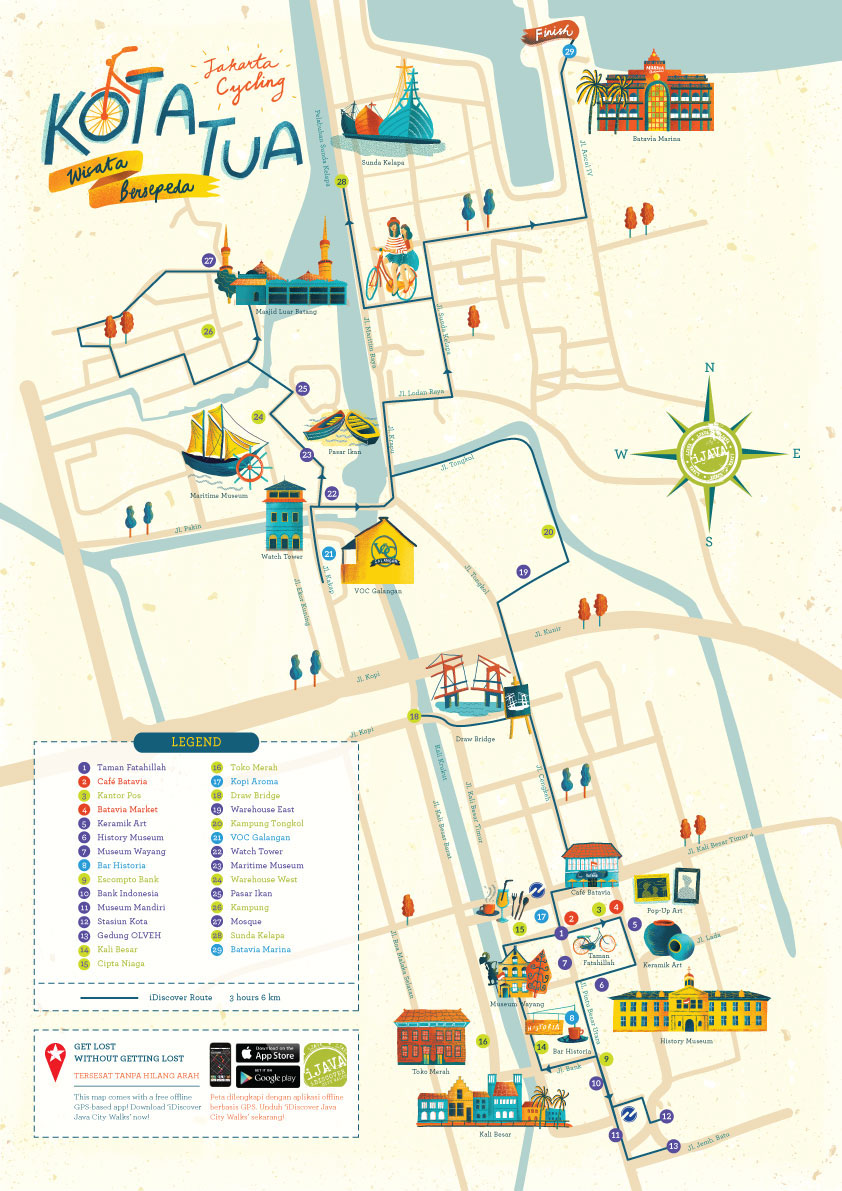 KOTA TUA
Jakarta
Cycling
Wisata
Bersepeda
Finish
29
Batavia Marina
Jl. Ancol IV
Pelabuhan Sunda Kelapa
Sunda Kelapa
28
27
Masjid Luar Batang
26
Jl. Maritim Raya
Jl. Sunda Kelapa
25
Jl. Lodan Raya
24
Pasar Ikan
Jl. Krapu
23
Maritime Museum
22
Jl. Tongkol
N
W
E
S
JAVA
Jl. Pakin
Watch Tower
21
Jl. Kakap
VOC
GALANGAN
VOC Galangan
Jl. Ekor Kuning
20
19
Jl. Tongkol
Jl. Kunir
Jl. Kopi
Jl. Kopi
18
Draw Bridge
Kali Krukut
Jl. Cengkeh
Jl. Kali Besar Timur
Jl. Kali Besar Barat
Jl. Kali Besar Timur 4
Café Batavia
Pop-Up Art
15
17
2
3
4
1
5
7
Taman
Fatahillah
Keramik Art
Jl. Lada
Jl. Roa Malaka Selatan
Museum Wayang
6
Jl. Pintu Besar Utara
HISTORIA
8
Bar Historia
History Museum
16
14
Toko Merah
Jl. Bank
9
10
Kali Besar
11
12
13
Jl. Jemb. Batu
LEGEND
1 Taman Fatahillah
2 Café Batavia
3 Kantor Pos
4 Batavia Market
5 Keramik Art
6 History Museum
7 Museum Wayang
8 Bar Historia
9 Escompto Bank
10 Bank Indonesia
11 Museum Mandiri
12 Stasiun Kota
13 Gedung OLVEH
14 Kali Besar
15 Cipta Niaga
16 Toko Merah
17 Kopi Aroma
18 Draw Bridge
19 Warehouse East
20 Kampung Tongkol
21 VOC Galangan
22 Watch Tower
23 Maritime Museum
24 Warehouse West
25 Pasar Ikan
26 Kampung
27 Mosque
28 Sunda Kelapa
29 Batavia Marina
iDiscover Route 3 hours 6 km
GET LOST
WITHOUT GETTING LOST
TERSESAT TANPA HILANG ARAH
This map comes with a free offline
GPS-based app! Download 'iDiscover
Java City Walks' now!
Download on the
App Store
GET IT ON
Google play
JAVA
Peta dilengkapi dengan aplikasi offline
berbasis GPS. Unduh 'iDiscover Java
City Walks' sekarang!